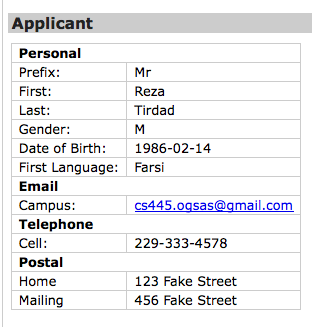 Applicant
Personal
Prefix: Mr
First: Reza
Last: Tirdad
Gender: M
Date of Birth: 1986-02-14
First Language: Farsi
Email
Campus: cs445.ogsas@gmail.com
Telephone
Cell: 229-333-4578
Postal
Home 123 Fake Street
Mailing 456 Fake Street